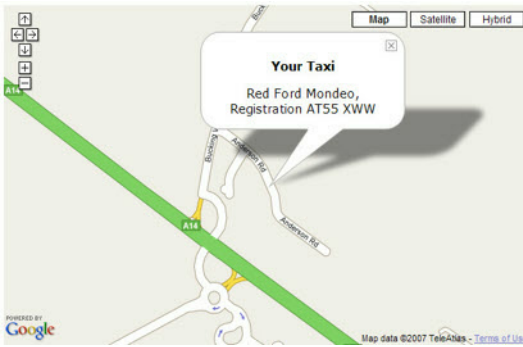 Map Satellite Hybrid
Your Taxi
Red Ford Mondeo,
Registration AT55 XWW
A14
Anderson Rd
Anderson Rd
A14
POWERED BY
Google
Map data ©2007 TeleAtlas - Terms of Us